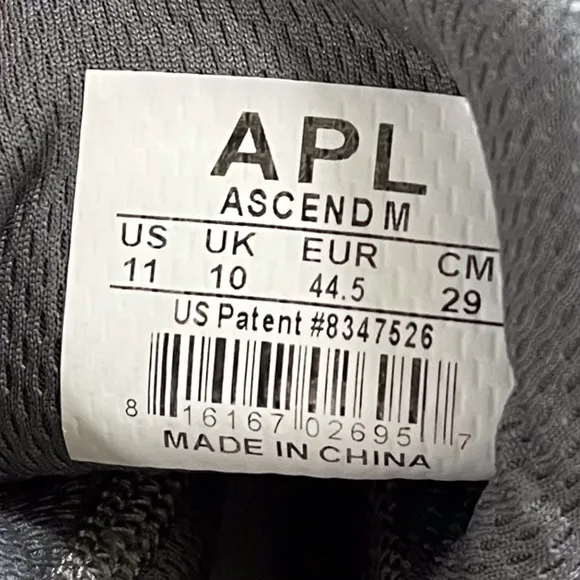 APL
ASCEND M
US UK EUR CM
11 10 44.5 29
US Patent #8347526
8 16167 02695 7
MADE IN CHINA